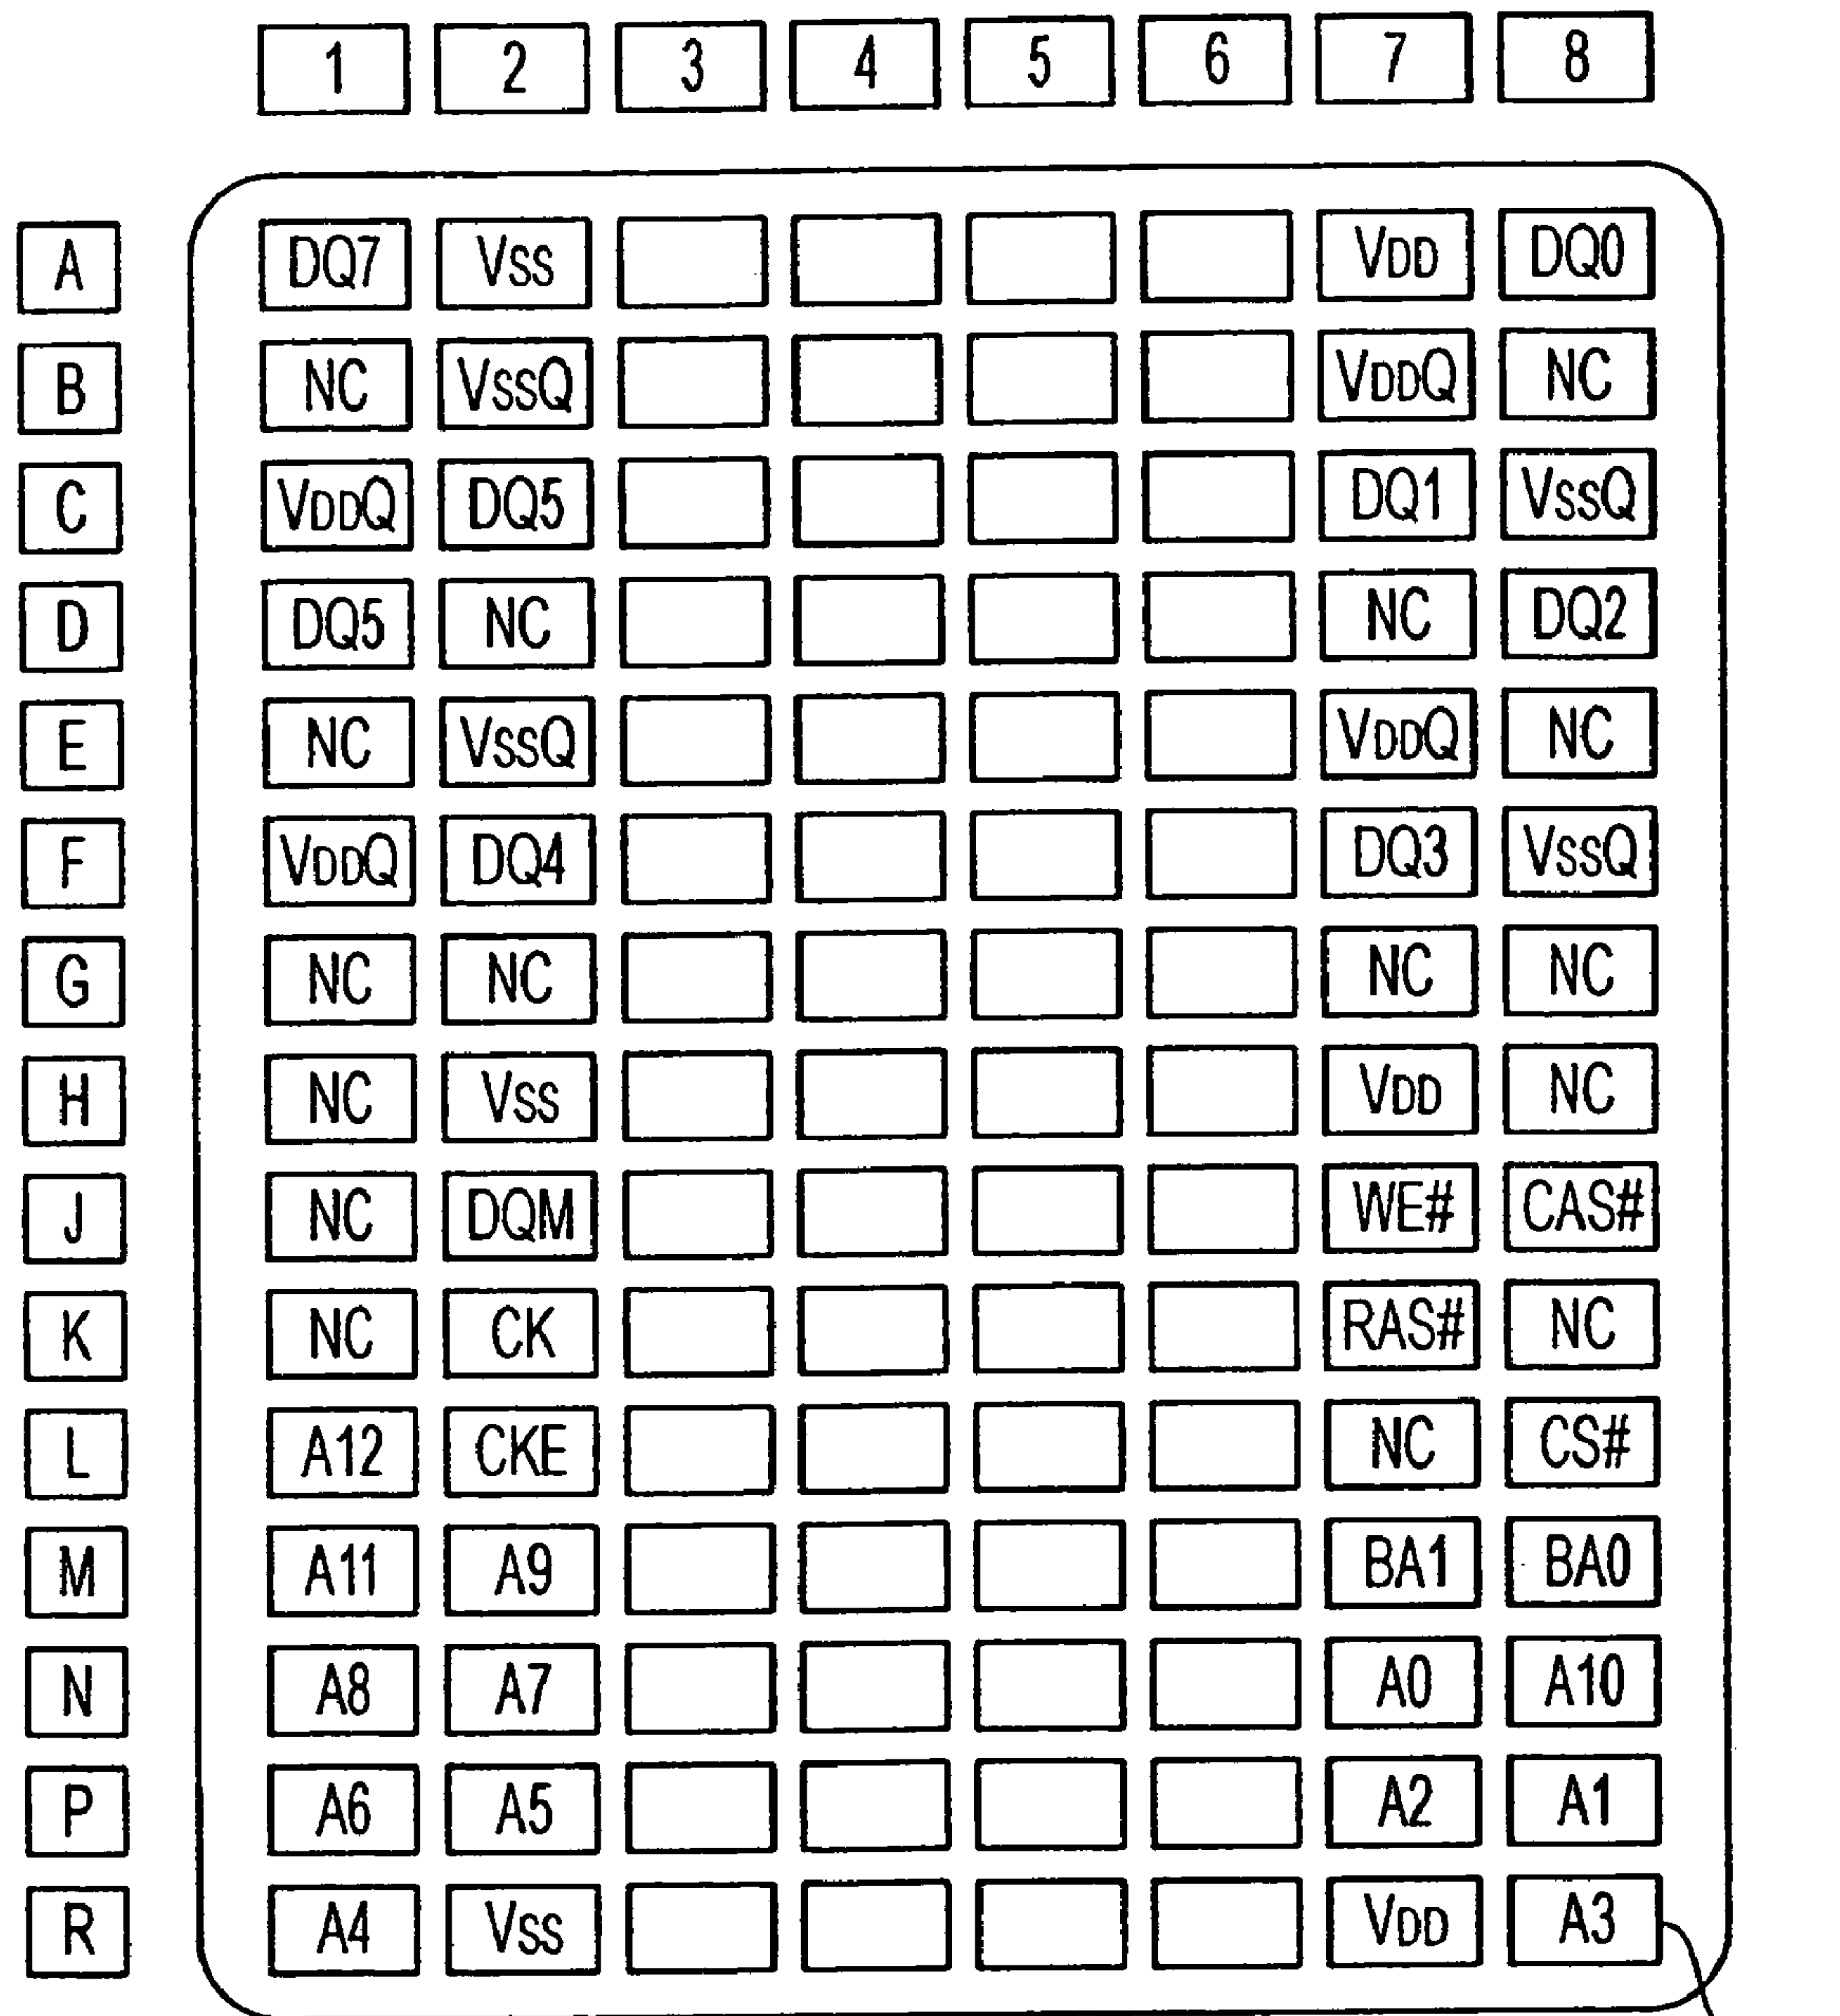 1 2 3 4 5 6 7 8
A DQ7 Vss VDD DQ0
B NC VssQ VDDQ NC
C VDDQ DQ5 DQ1 VssQ
D DQ5 NC NC DQ2
E NC VssQ VDDQ NC
F VDDQ DQ4 DQ3 VssQ
G NC NC NC NC
H NC Vss VDD NC
J NC DQM WE# CAS#
K NC CK RAS# NC
L A12 CKE NC CS#
M A11 A9 BA1 BA0
N A8 A7 A0 A10
P A6 A5 A2 A1
R A4 Vss VDD A3